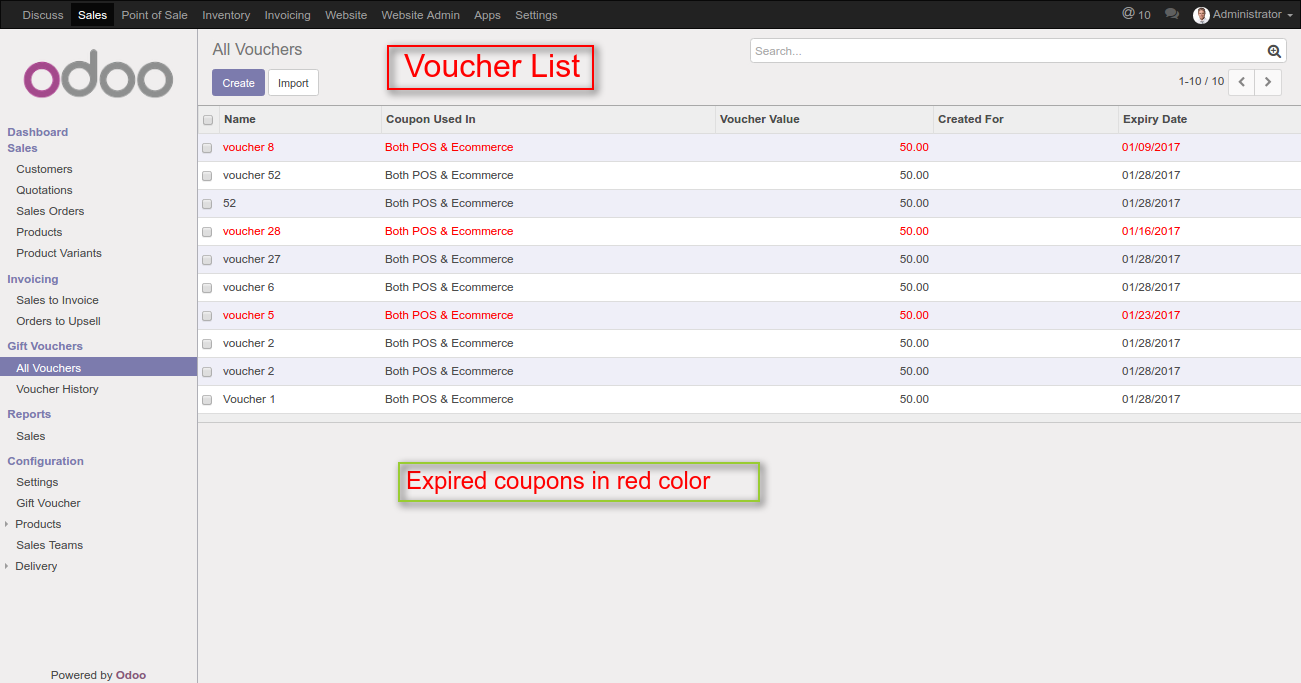 Discuss Sales Point of Sale Inventory Invoicing Website Website Admin Apps Settings @ 10 Administrator
odoo
All Vouchers
Voucher List
Search...
Create Import
1-10 / 10
Name Coupon Used In Voucher Value Created For Expiry Date
voucher 8 Both POS & Ecommerce 50.00 01/09/2017
voucher 52 Both POS & Ecommerce 50.00 01/28/2017
52 Both POS & Ecommerce 50.00 01/28/2017
voucher 28 Both POS & Ecommerce 50.00 01/16/2017
voucher 27 Both POS & Ecommerce 50.00 01/28/2017
voucher 6 Both POS & Ecommerce 50.00 01/28/2017
voucher 5 Both POS & Ecommerce 50.00 01/23/2017
voucher 2 Both POS & Ecommerce 50.00 01/28/2017
voucher 2 Both POS & Ecommerce 50.00 01/28/2017
Voucher 1 Both POS & Ecommerce 50.00 01/28/2017
Expired coupons in red color
Dashboard
Sales
Customers
Quotations
Sales Orders
Products
Product Variants
Invoicing
Sales to Invoice
Orders to Upsell
Gift Vouchers
All Vouchers
Voucher History
Reports
Sales
Configuration
Settings
Gift Voucher
Products
Sales Teams
Delivery
Powered by Odoo